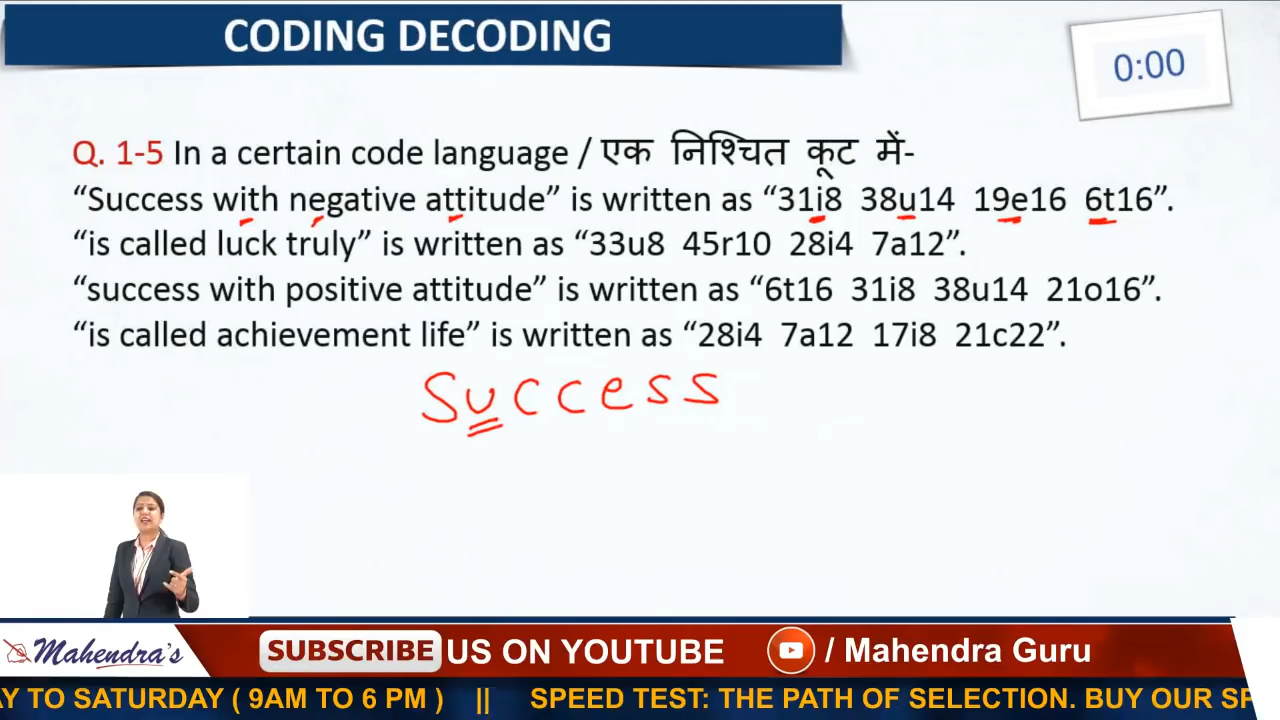 CODING DECODING
0:00
Q. 1-5 In a certain code language / एक निश्चित कूट में-
“Success with negative attitude” is written as “31i8 38u14 19e16 6t16”.
“is called luck truly” is written as “33u8 45r10 28i4 7a12”.
“success with positive attitude” is written as “6t16 31i8 38u14 21o16”.
“is called achievement life” is written as “28i4 7a12 17i8 21c22”.
Success
Mahendra's
SUBSCRIBE US ON YOUTUBE / Mahendra Guru
AY TO SATURDAY ( 9AM TO 6 PM ) || SPEED TEST: THE PATH OF SELECTION. BUY OUR SP